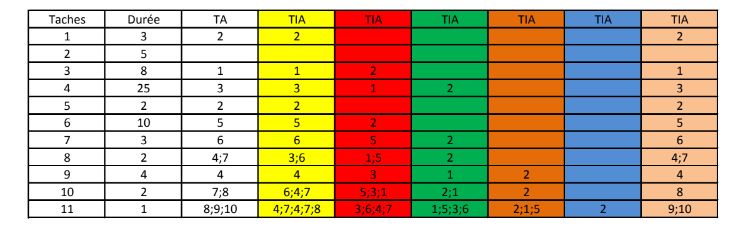 Taches Durée TA TIA TIA TIA TIA TIA TIA
1 3 2 2 2
2 5
3 8 1 1 2 1
4 25 3 3 1 2 3
5 2 2 2 2
6 10 5 5 2 5
7 3 6 6 5 2 6
8 2 4;7 3;6 1;5 2 4;7
9 4 4 4 3 1 2 4
10 2 7;8 6;4;7 5;3;1 2;1 2 8
11 1 8;9;10 4;7;4;7;8 3;6;4;7 1;5;3;6 2;1;5 2 9;10